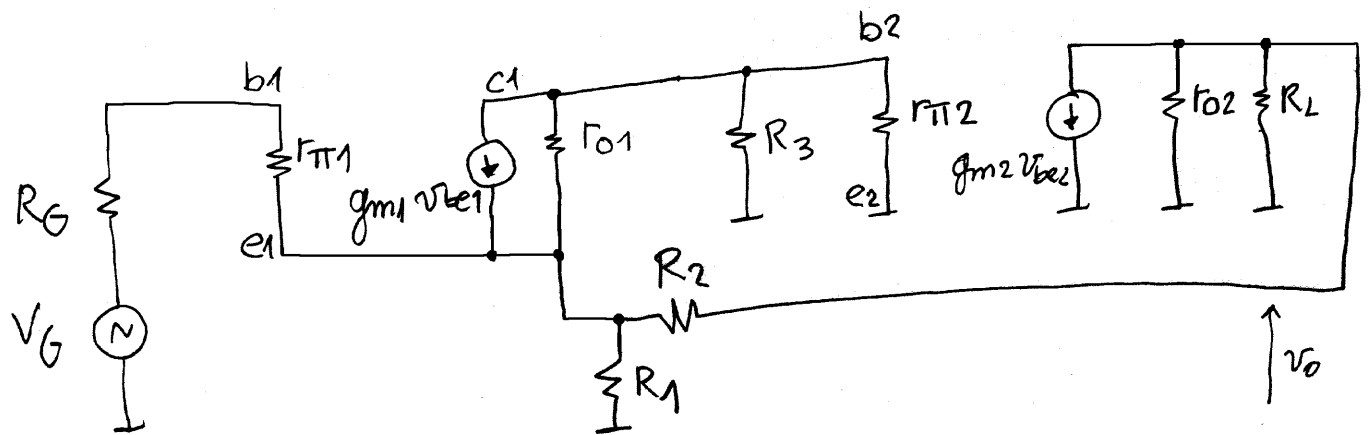 b1
c1
b2
rπ1
ro1
R3
rπ2
ro2
RL
RG
gm1 vbe1
e2
gm2 vbe2
e1
R2
VG
R1
vo